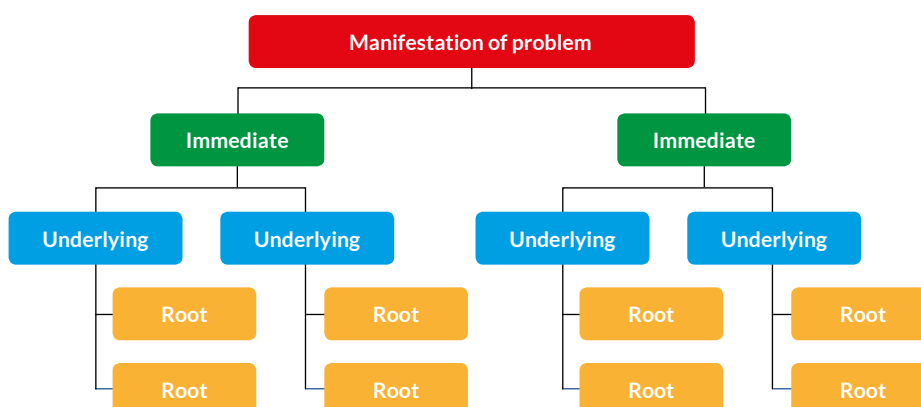 Manifestation of problem
Immediate
Immediate
Underlying
Underlying
Underlying
Underlying
Root
Root
Root
Root
Root
Root
Root
Root